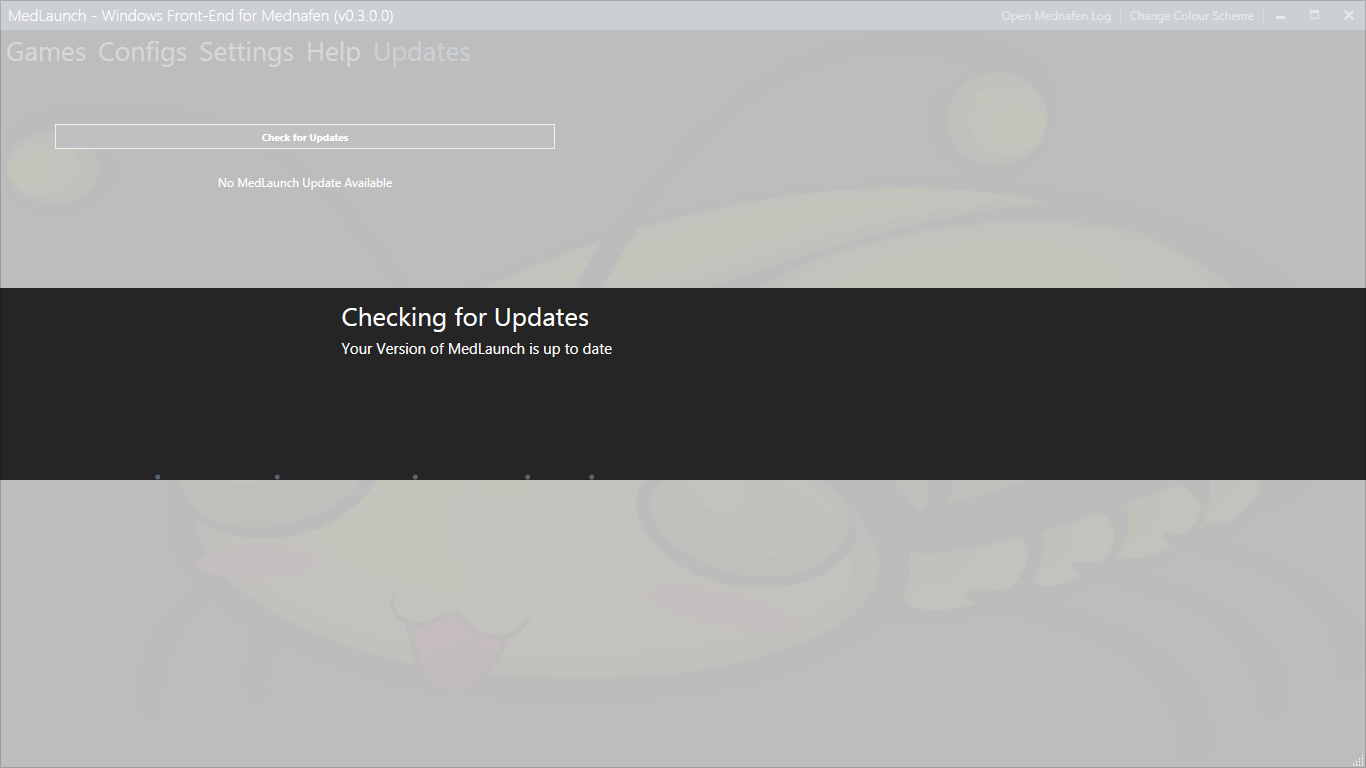 MedLaunch - Windows Front-End for Mednafen (v0.3.0.0)
Open Mednafen Log
Change Colour Scheme
Games Configs Settings Help Updates
Check for Updates
No MedLaunch Update Available
Checking for Updates
Your Version of MedLaunch is up to date